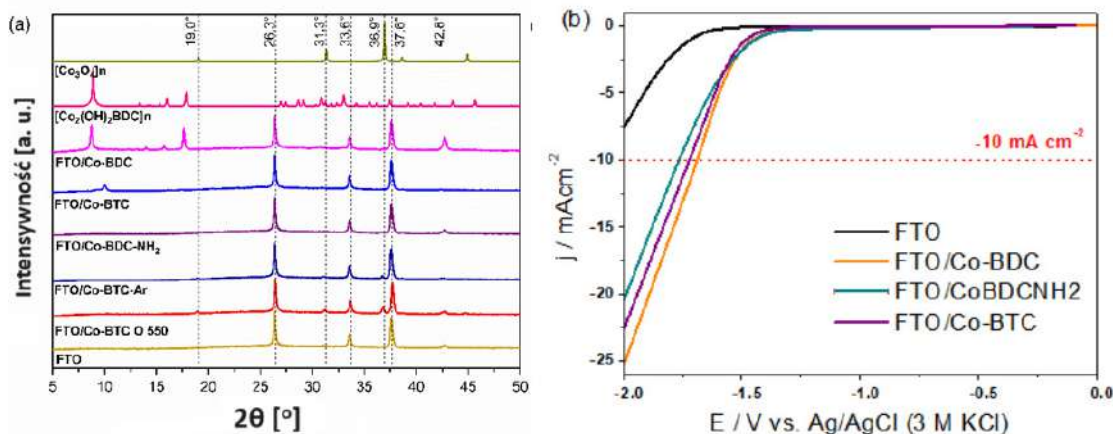 (a)
19.0°
26.3°
31.3°
33.6°
36.9°
37.6°
42.8°
[Co₃O₄]n
[Co₂(OH)₂BDC]n
FTO/Co-BDC
FTO/Co-BTC
FTO/Co-BDC-NH₂
FTO/Co-BTC-Ar
FTO/Co-BTC O 550
FTO
Intensywność [a. u.]
5 10 15 20 25 30 35 40 45 50
2θ [°]
(b)
0
-5
-10
-15
-20
-25
j / mAcm⁻²
-10 mA cm⁻²
FTO
FTO/Co-BDC
FTO/CoBDCNH2
FTO/Co-BTC
-2.0 -1.5 -1.0 -0.5 0.0
E / V vs. Ag/AgCl (3 M KCl)